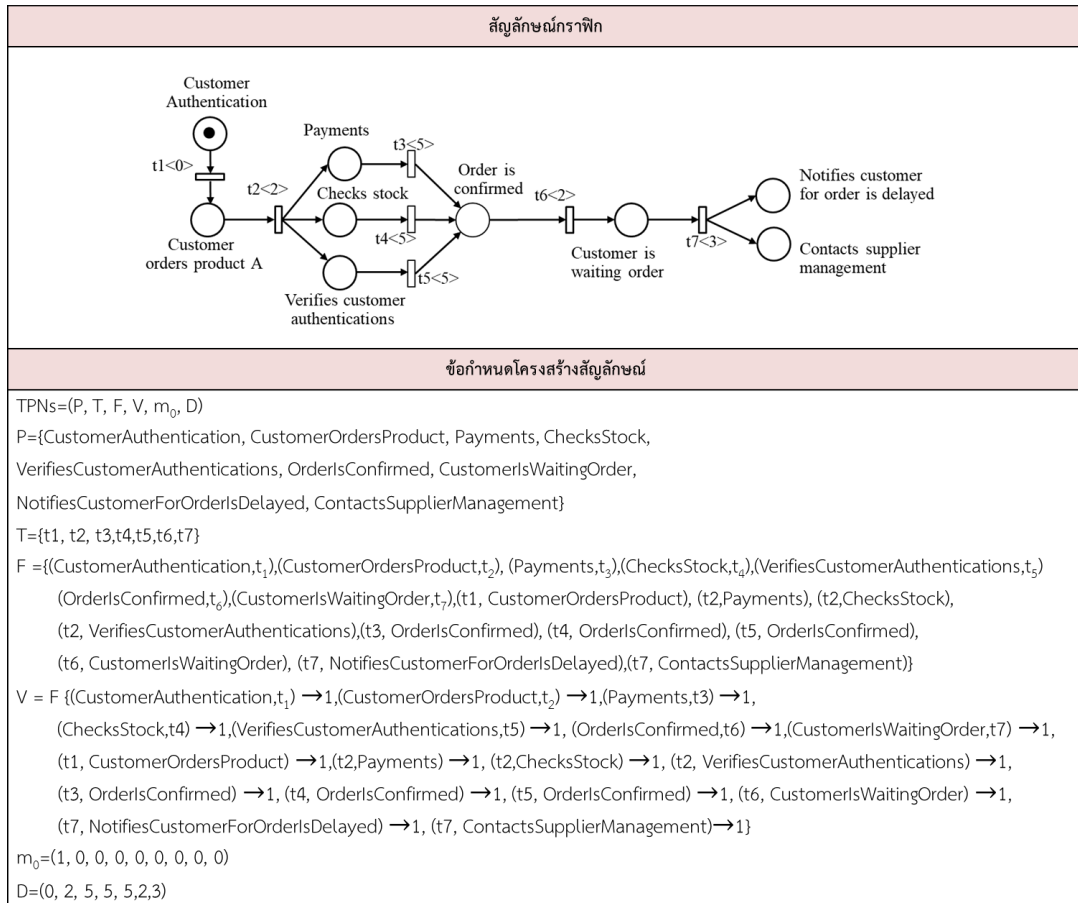 สัญลักษณ์กราฟิก
Customer
Authentication
t1<0>
Customer
orders product A
t2<2>
Payments
t3<5>
Checks stock
t4<5>
t5<5>
Verifies customer
authentications
Order is
confirmed
t6<2>
Customer is
waiting order
t7<3>
Notifies customer
for order is delayed
Contacts supplier
management
ข้อกำหนดโครงสร้างสัญลักษณ์
TPNs=(P, T, F, V, m₀, D)
P={CustomerAuthentication, CustomerOrdersProduct, Payments, ChecksStock,
VerifiesCustomerAuthentications, OrderIsConfirmed, CustomerIsWaitingOrder,
NotifiesCustomerForOrderIsDelayed, ContactsSupplierManagement}
T={t1, t2, t3,t4,t5,t6,t7}
F ={(CustomerAuthentication,t₁),(CustomerOrdersProduct,t₂), (Payments,t₃),(ChecksStock,t₄),(VerifiesCustomerAuthentications,t₅)
(OrderIsConfirmed,t₆),(CustomerIsWaitingOrder,t₇),(t1, CustomerOrdersProduct), (t2,Payments), (t2,ChecksStock),
(t2, VerifiesCustomerAuthentications),(t3, OrderIsConfirmed), (t4, OrderIsConfirmed), (t5, OrderIsConfirmed),
(t6, CustomerIsWaitingOrder), (t7, NotifiesCustomerForOrderIsDelayed),(t7, ContactsSupplierManagement)}
V = F {(CustomerAuthentication,t₁) →1,(CustomerOrdersProduct,t₂) →1,(Payments,t3) →1,
(ChecksStock,t4) →1,(VerifiesCustomerAuthentications,t5) →1, (OrderIsConfirmed,t6) →1,(CustomerIsWaitingOrder,t7) →1,
(t1, CustomerOrdersProduct) →1,(t2,Payments) →1, (t2,ChecksStock) →1, (t2, VerifiesCustomerAuthentications) →1,
(t3, OrderIsConfirmed) →1, (t4, OrderIsConfirmed) →1, (t5, OrderIsConfirmed) →1, (t6, CustomerIsWaitingOrder) →1,
(t7, NotifiesCustomerForOrderIsDelayed) →1, (t7, ContactsSupplierManagement)→1}
m₀=(1, 0, 0, 0, 0, 0, 0, 0, 0)
D=(0, 2, 5, 5, 5,2,3)